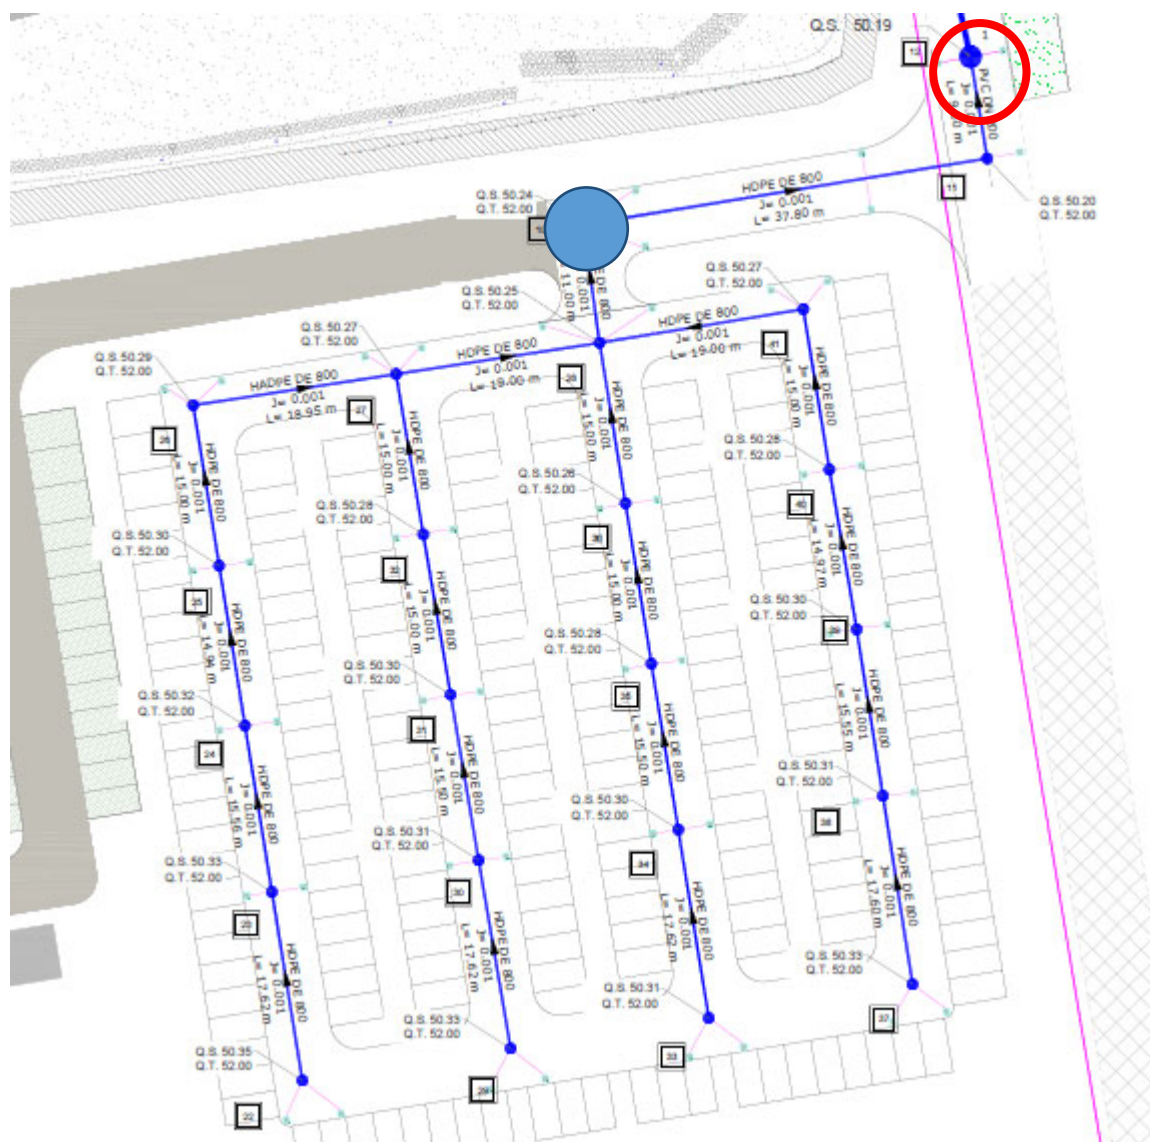 Q.S. 50.19
1
12
PVC DN 800
J= 0.001
Q.S. 50.24
Q.T. 52.00
HDPE DE 800
J= 0.001
L= 37.80 m
Q.S. 50.20
Q.T. 52.00
Q.S. 50.25
Q.T. 52.00
J= 0.001
11.00 m
Q.S. 50.27
Q.T. 52.00
HDPE DE 800
J= 0.001
L= 19.00 m
Q.S. 50.27
Q.T. 52.00
HDPE DE 800
J= 0.001
L= 19.00 m
Q.S. 50.29
Q.T. 52.00
HADPE DE 800
J= 0.001
L= 18.95 m
27
41
HDPE DE 800
J= 0.001
L= 15.00 m
HDPE DE 800
J= 0.001
L= 15.00 m
HDPE DE 800
J= 0.001
L= 15.00 m
HDPE DE 800
J= 0.001
L= 15.00 m
Q.S. 50.30
Q.T. 52.00
Q.S. 50.28
Q.T. 52.00
Q.S. 50.26
Q.T. 52.00
Q.S. 50.28
Q.T. 52.00
25
32
36
40
HDPE DE 800
J= 0.001
L= 14.94 m
HDPE DE 800
J= 0.001
L= 15.00 m
HDPE DE 800
J= 0.001
L= 15.00 m
HDPE DE 800
J= 0.001
L= 14.97 m
Q.S. 50.32
Q.T. 52.00
Q.S. 50.30
Q.T. 52.00
Q.S. 50.28
Q.T. 52.00
Q.S. 50.30
Q.T. 52.00
24
31
35
39
HDPE DE 800
J= 0.001
L= 15.56 m
HDPE DE 800
J= 0.001
L= 15.50 m
HDPE DE 800
J= 0.001
L= 15.50 m
HDPE DE 800
J= 0.001
L= 15.55 m
Q.S. 50.33
Q.T. 52.00
Q.S. 50.31
Q.T. 52.00
Q.S. 50.30
Q.T. 52.00
Q.S. 50.31
Q.T. 52.00
23
30
34
38
HDPE DE 800
J= 0.001
L= 17.62 m
HDPE DE 800
J= 0.001
L= 17.62 m
HDPE DE 800
J= 0.001
L= 17.62 m
HDPE DE 800
J= 0.001
L= 17.60 m
Q.S. 50.35
Q.T. 52.00
Q.S. 50.33
Q.T. 52.00
Q.S. 50.31
Q.T. 52.00
Q.S. 50.33
Q.T. 52.00
22
29
33
37